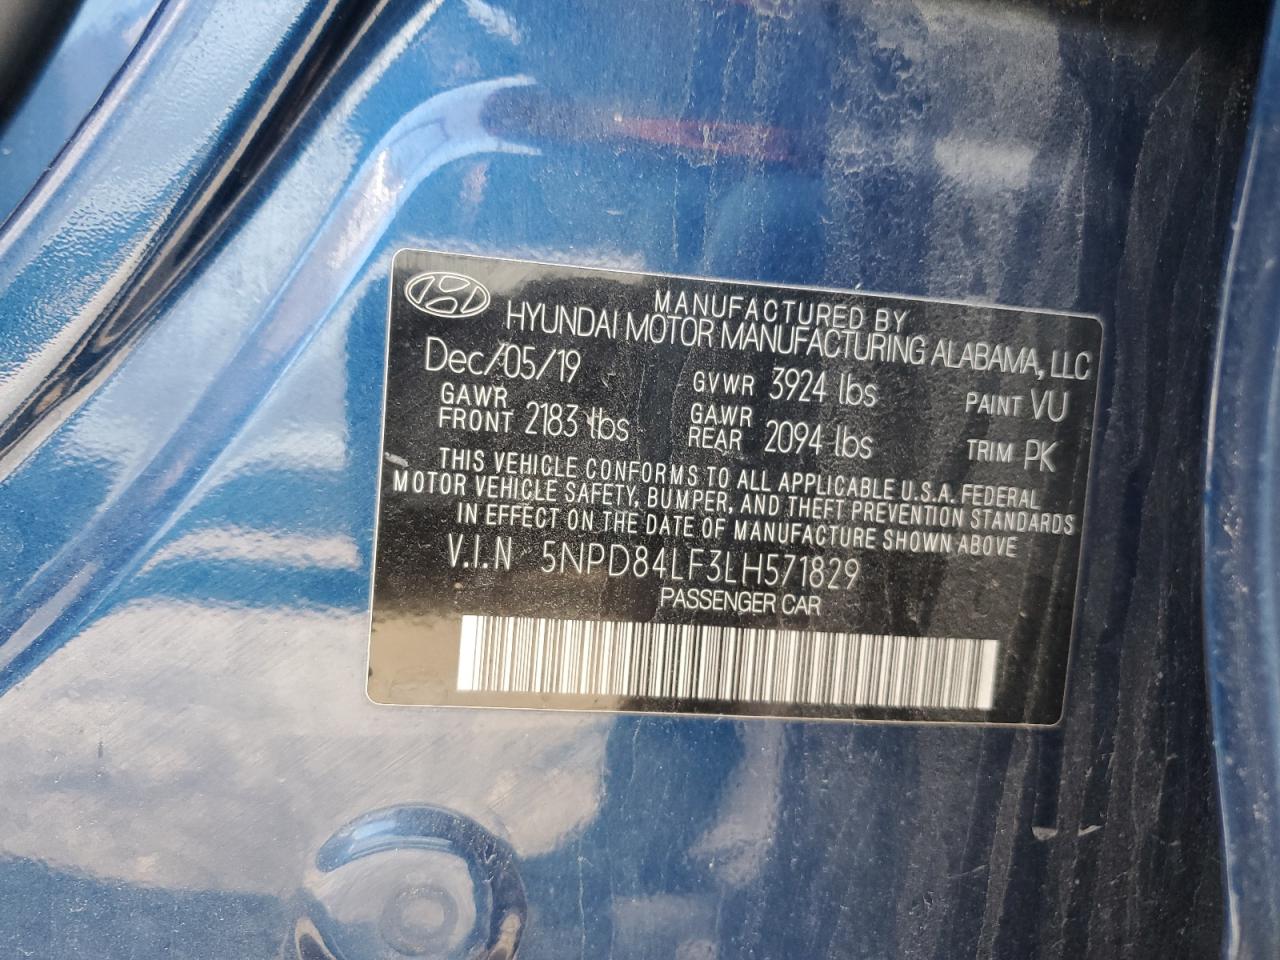 MANUFACTURED BY
HYUNDAI MOTOR MANUFACTURING ALABAMA, LLC
Dec/05/19 GVWR 3924 lbs PAINT VU
GAWR FRONT 2183 lbs GAWR REAR 2094 lbs TRIM PK
THIS VEHICLE CONFORMS TO ALL APPLICABLE U.S.A. FEDERAL
MOTOR VEHICLE SAFETY, BUMPER, AND THEFT PREVENTION STANDARDS
IN EFFECT ON THE DATE OF MANUFACTURE SHOWN ABOVE
V.I.N 5NPD84LF3LH571829
PASSENGER CAR